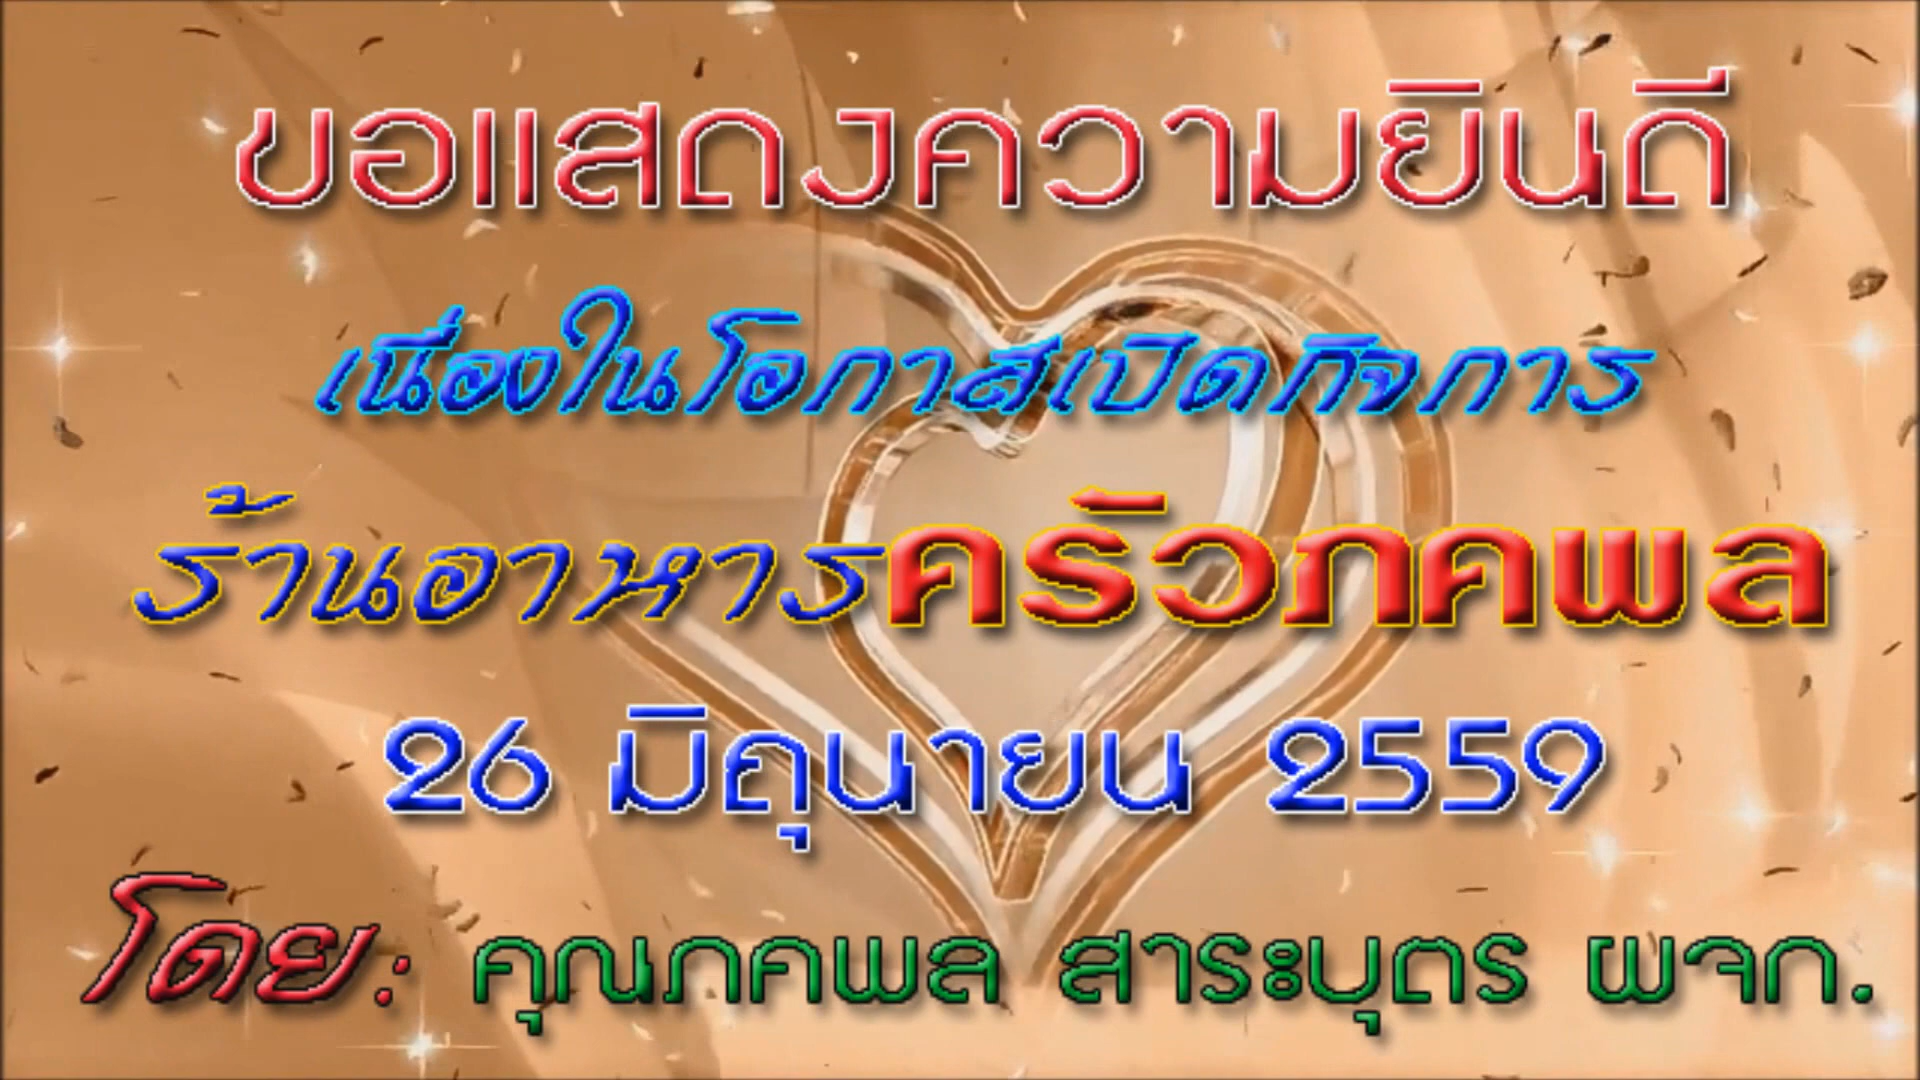 ขอแสดงความยินดี
เนื่องในโอกาสเปิดกิจการ
ร้านอาหารครัวภคพล
26 มิถุนายน 2559
โดย: คุณภคพล สาระบุตร ผจก.